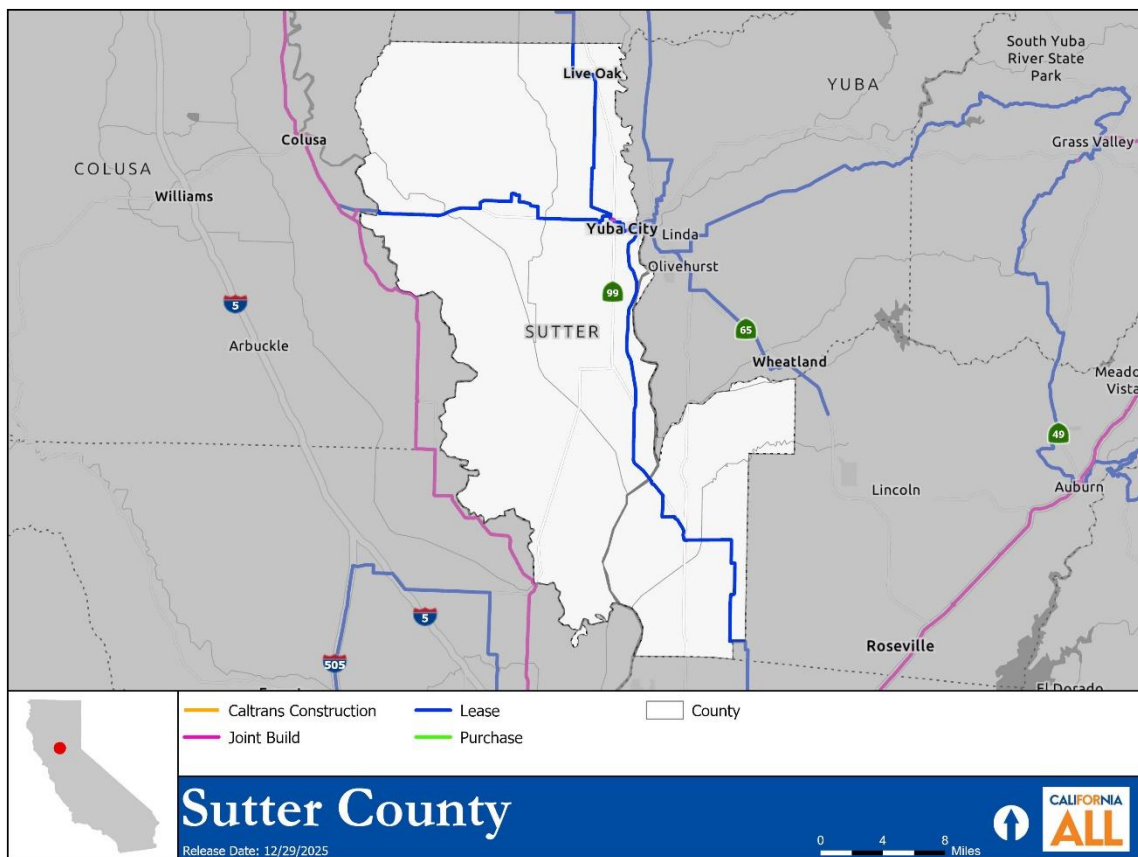 South Yuba
River State
Park
Live Oak
YUBA
Colusa
Grass Valley
COLUSA
Williams
Yuba City
Linda
Olivehurst
5
99
SUTTER
65
Arbuckle
Wheatland
Meado
Vista
49
Lincoln
Auburn
5
Roseville
505
El Dorado
Caltrans Construction
Lease
County
Joint Build
Purchase
Sutter County
Release Date: 12/29/2025
0 4 8
Miles
CALIFORNIA
ALL